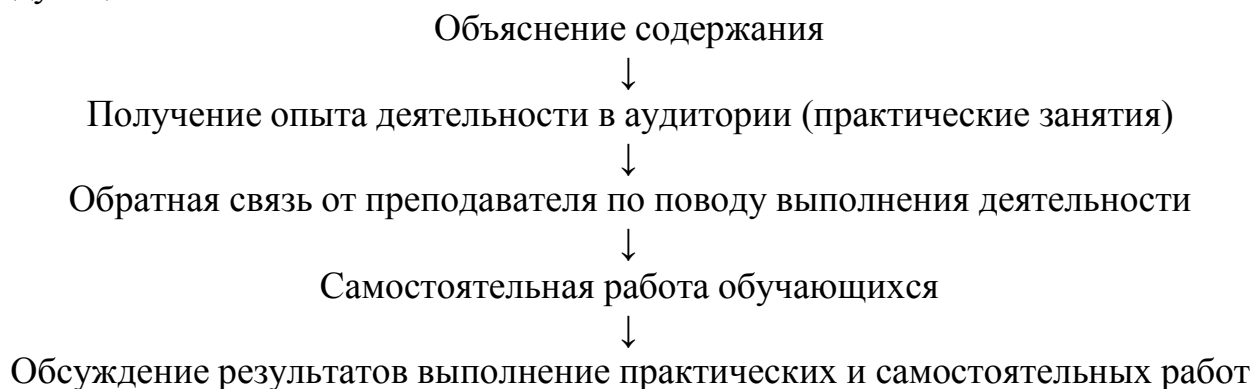 Объяснение содержания
↓
Получение опыта деятельности в аудитории (практические занятия)
↓
Обратная связь от преподавателя по поводу выполнения деятельности
↓
Самостоятельная работа обучающихся
↓
Обсуждение результатов выполнение практических и самостоятельных работ